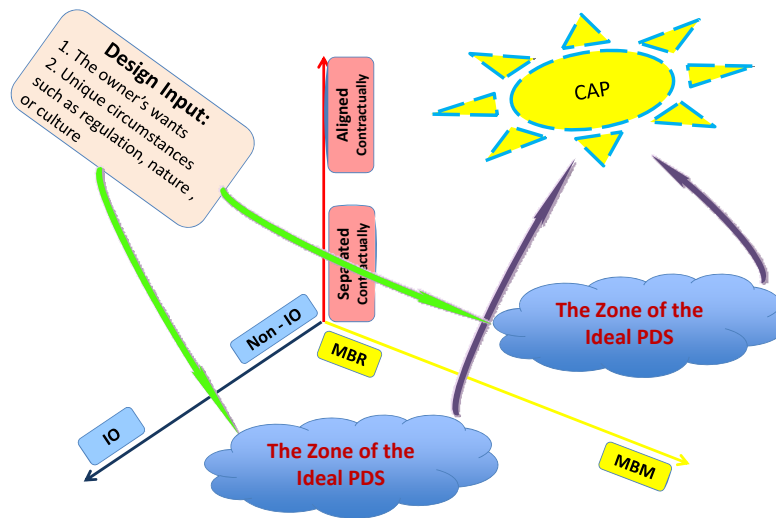 Design Input:
1. The owner's wants
2. Unique circumstances
such as regulation, nature ,
or culture
Aligned
Contractually
CAP
Separated
Contractually
The Zone of the
Ideal PDS
Non - IO
MBR
IO
The Zone of the
Ideal PDS
MBM